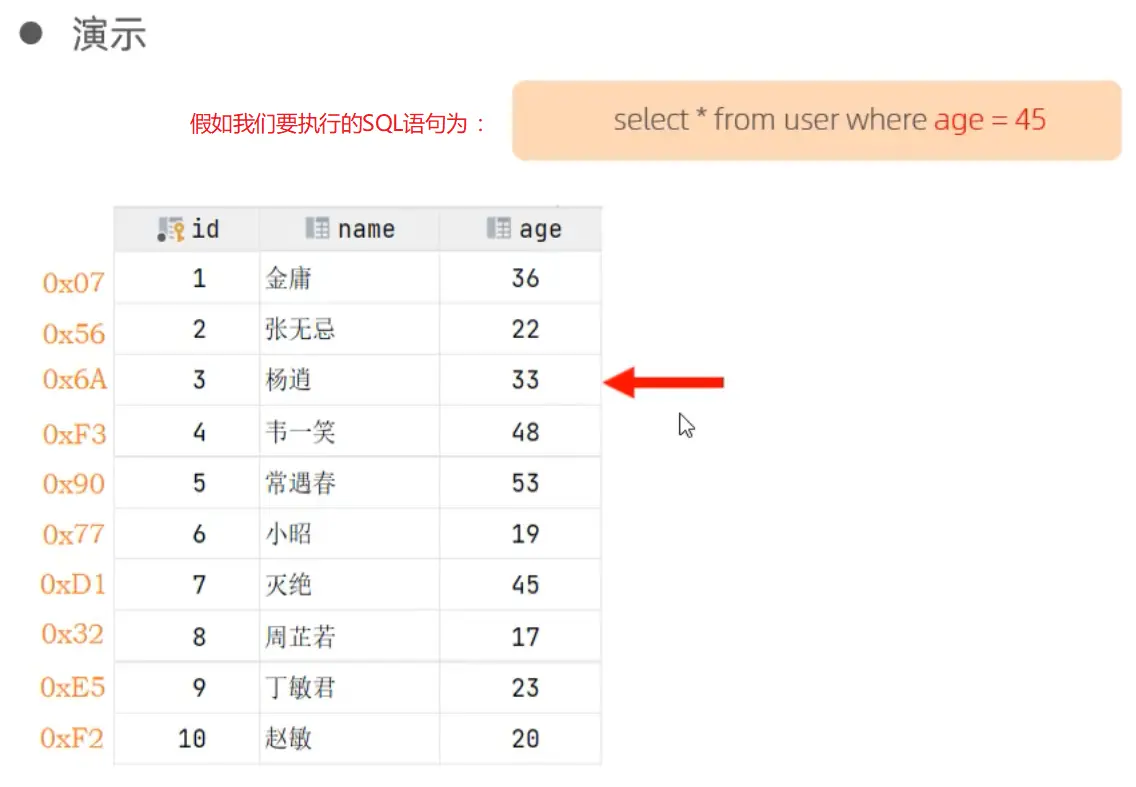 ● 演示
假如我们要执行的SQL语句为：
select * from user where age = 45
id name age
0x07 1 金庸 36
0x56 2 张无忌 22
0x6A 3 杨逍 33
0xF3 4 韦一笑 48
0x90 5 常遇春 53
0x77 6 小昭 19
0xD1 7 灭绝 45
0x32 8 周芷若 17
0xE5 9 丁敏君 23
0xF2 10 赵敏 20